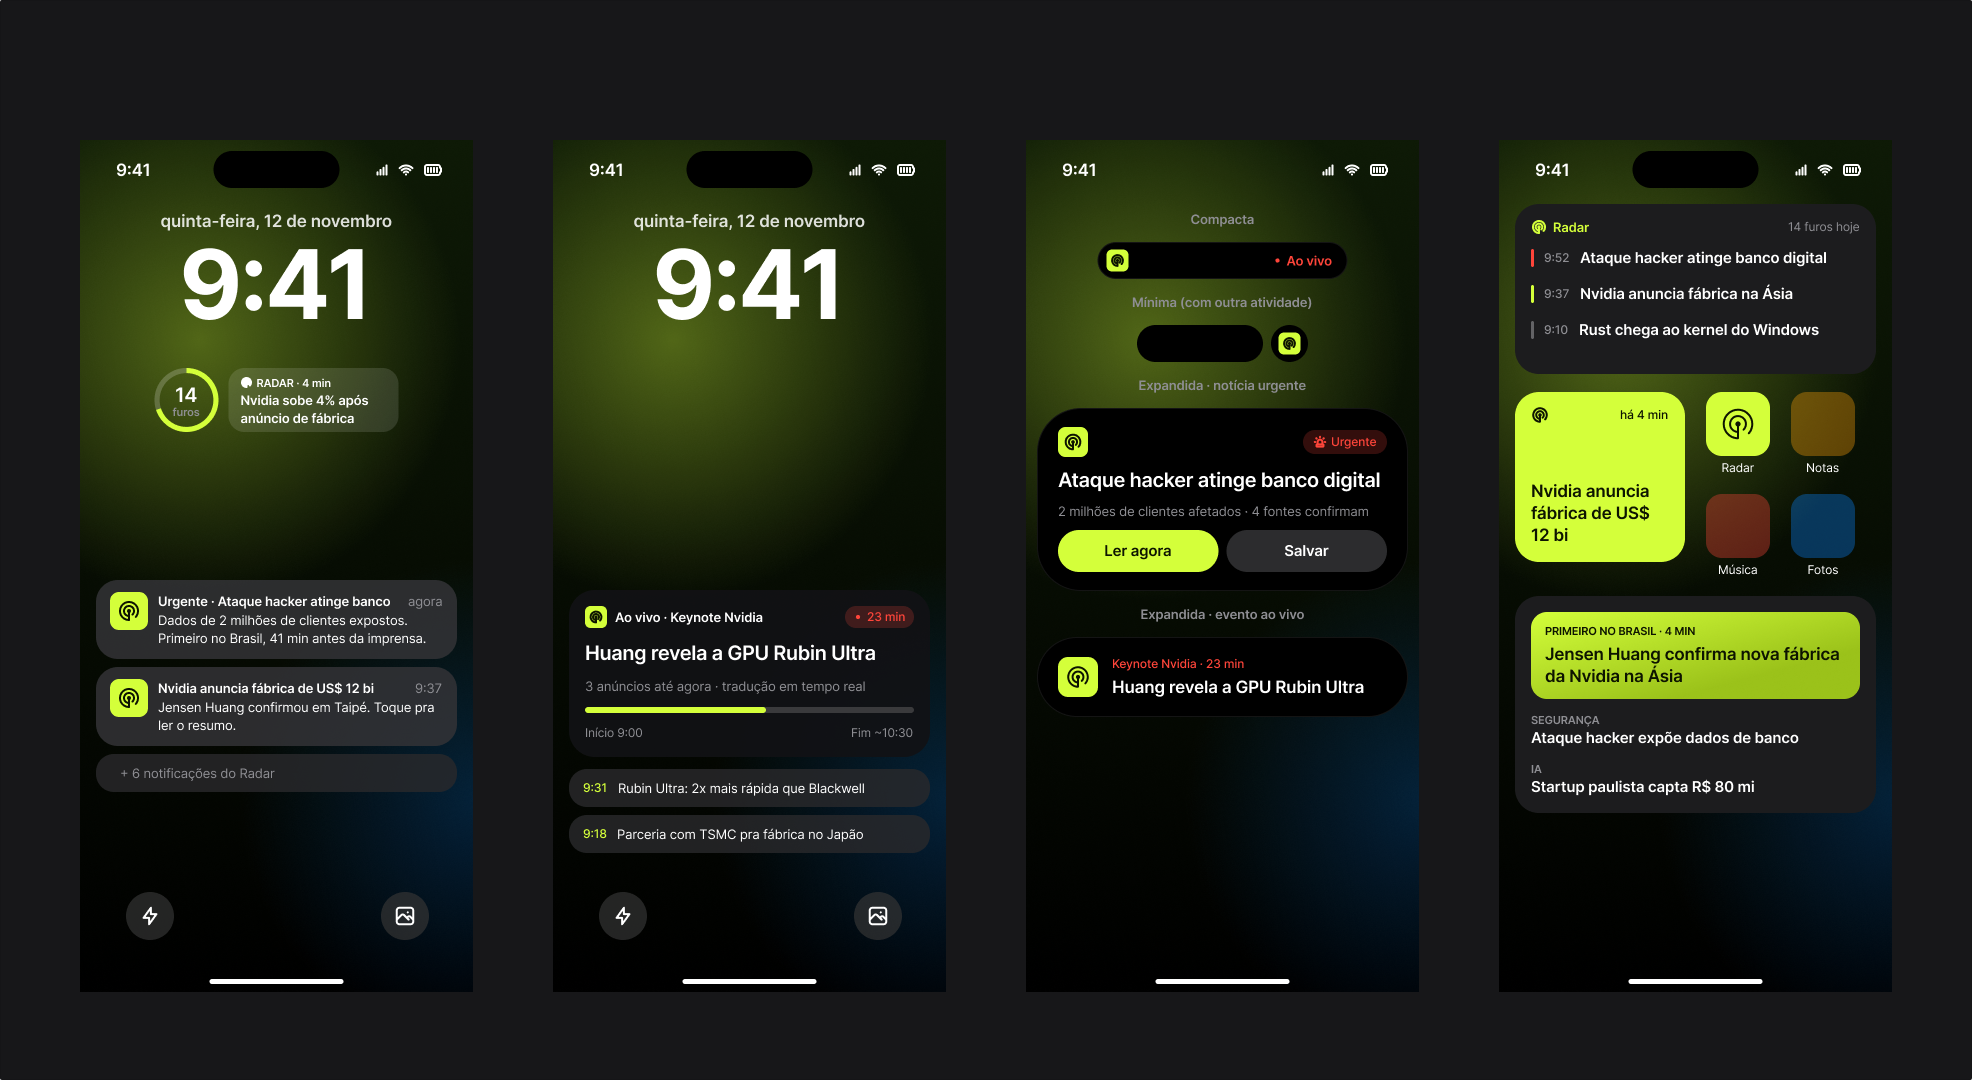 9:41
quinta-feira, 12 de novembro
9:41
14
furos
RADAR · 4 min
Nvidia sobe 4% após
anúncio de fábrica
Urgente · Ataque hacker atinge banco agora
Dados de 2 milhões de clientes expostos.
Primeiro no Brasil, 41 min antes da imprensa.
Nvidia anuncia fábrica de US$ 12 bi 9:37
Jensen Huang confirmou em Taipé. Toque pra
ler o resumo.
+ 6 notificações do Radar
9:41
quinta-feira, 12 de novembro
9:41
Ao vivo · Keynote Nvidia • 23 min
Huang revela a GPU Rubin Ultra
3 anúncios até agora · tradução em tempo real
Início 9:00 Fim ~10:30
9:31 Rubin Ultra: 2x mais rápida que Blackwell
9:18 Parceria com TSMC pra fábrica no Japão
9:41
Compacta
• Ao vivo
Mínima (com outra atividade)
Expandida · notícia urgente
Urgente
Ataque hacker atinge banco digital
2 milhões de clientes afetados · 4 fontes confirmam
Ler agora Salvar
Expandida · evento ao vivo
Keynote Nvidia · 23 min
Huang revela a GPU Rubin Ultra
9:41
Radar 14 furos hoje
9:52 Ataque hacker atinge banco digital
9:37 Nvidia anuncia fábrica na Ásia
9:10 Rust chega ao kernel do Windows
há 4 min
Nvidia anuncia
fábrica de US$
12 bi
Radar Notas
Música Fotos
PRIMEIRO NO BRASIL · 4 MIN
Jensen Huang confirma nova fábrica
da Nvidia na Ásia
SEGURANÇA
Ataque hacker expõe dados de banco
IA
Startup paulista capta R$ 80 mi